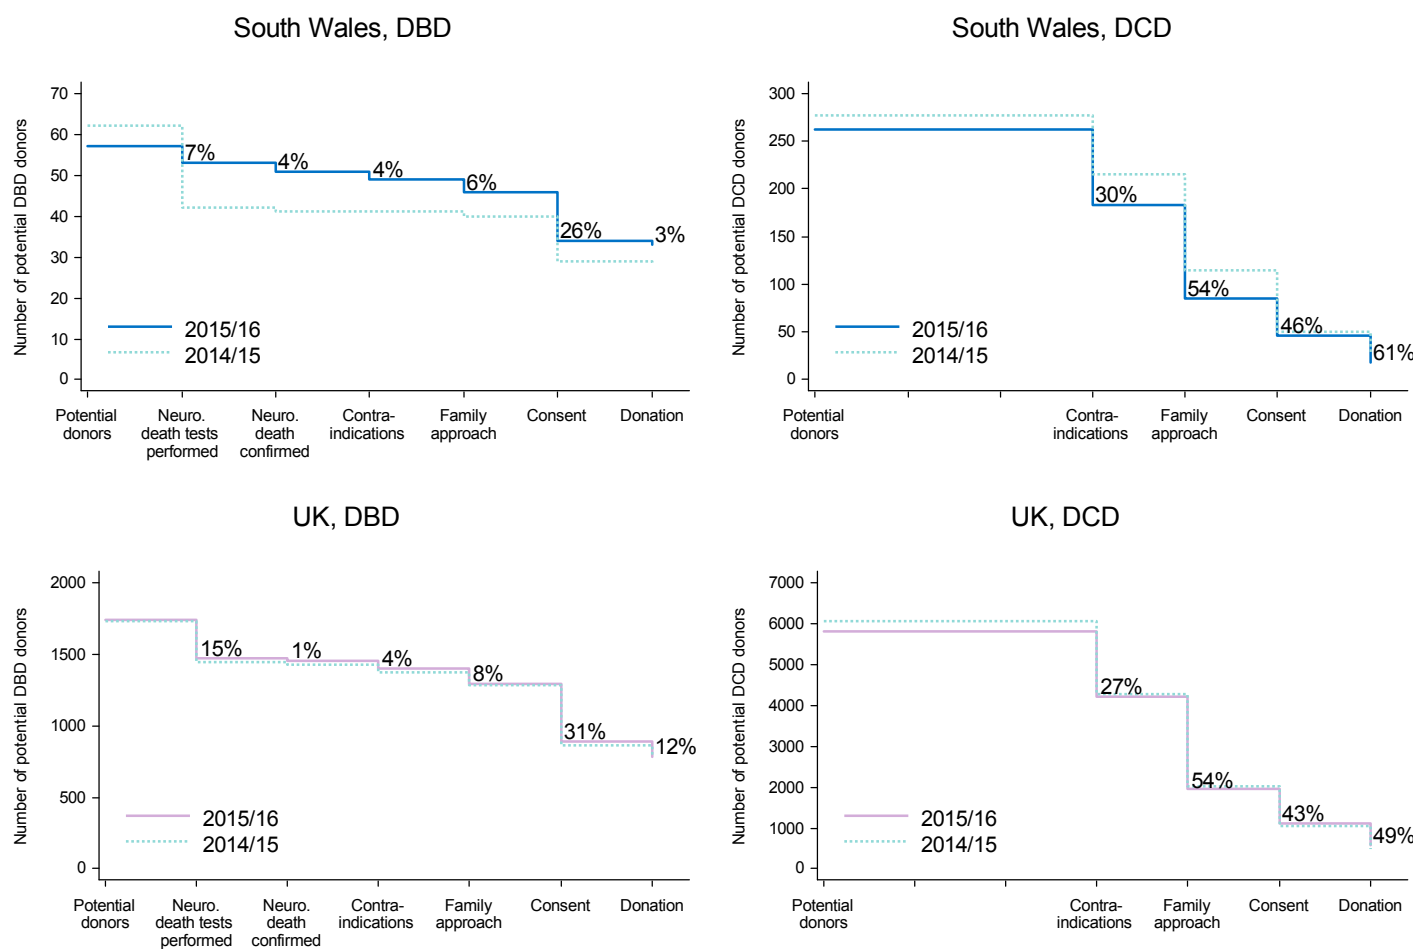 South Wales, DBD
Number of potential DBD donors
70
60
50
40
30
20
10
0
7%
4%
4%
6%
26%
3%
2015/16
2014/15
Potential
donors
Neuro.
death tests
performed
Neuro.
death
confirmed
Contra-
indications
Family
approach
Consent
Donation
South Wales, DCD
Number of potential DCD donors
300
250
200
150
100
50
0
30%
54%
46%
61%
2015/16
2014/15
Potential
donors
Contra-
indications
Family
approach
Consent
Donation
UK, DBD
Number of potential DBD donors
2000
1500
1000
500
0
15%
1%
4%
8%
31%
12%
2015/16
2014/15
Potential
donors
Neuro.
death tests
performed
Neuro.
death
confirmed
Contra-
indications
Family
approach
Consent
Donation
UK, DCD
Number of potential DCD donors
7000
6000
5000
4000
3000
2000
1000
0
27%
54%
43%
49%
2015/16
2014/15
Potential
donors
Contra-
indications
Family
approach
Consent
Donation